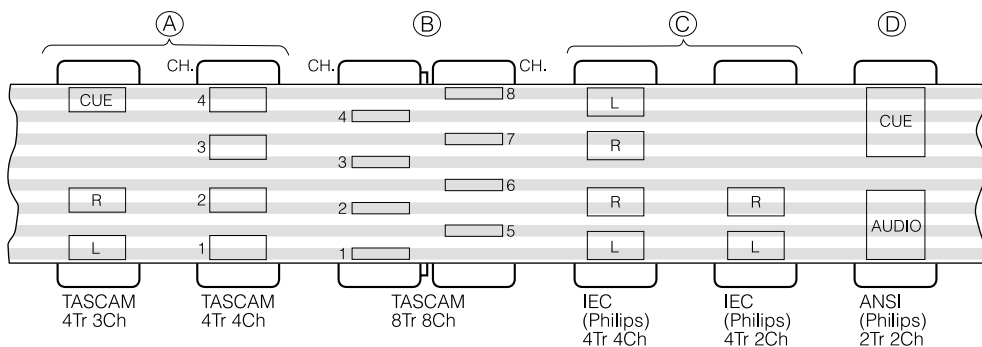 Ⓐ Ⓑ Ⓒ Ⓓ
CH. CH. CH.
CUE 4 8 L CUE
4
3 7 R
3
6
R 2 R R
2
5
L 1 L L AUDIO
1
TASCAM TASCAM TASCAM IEC IEC ANSI
4Tr 3Ch 4Tr 4Ch 8Tr 8Ch (Philips) (Philips) (Philips)
4Tr 4Ch 4Tr 2Ch 2Tr 2Ch